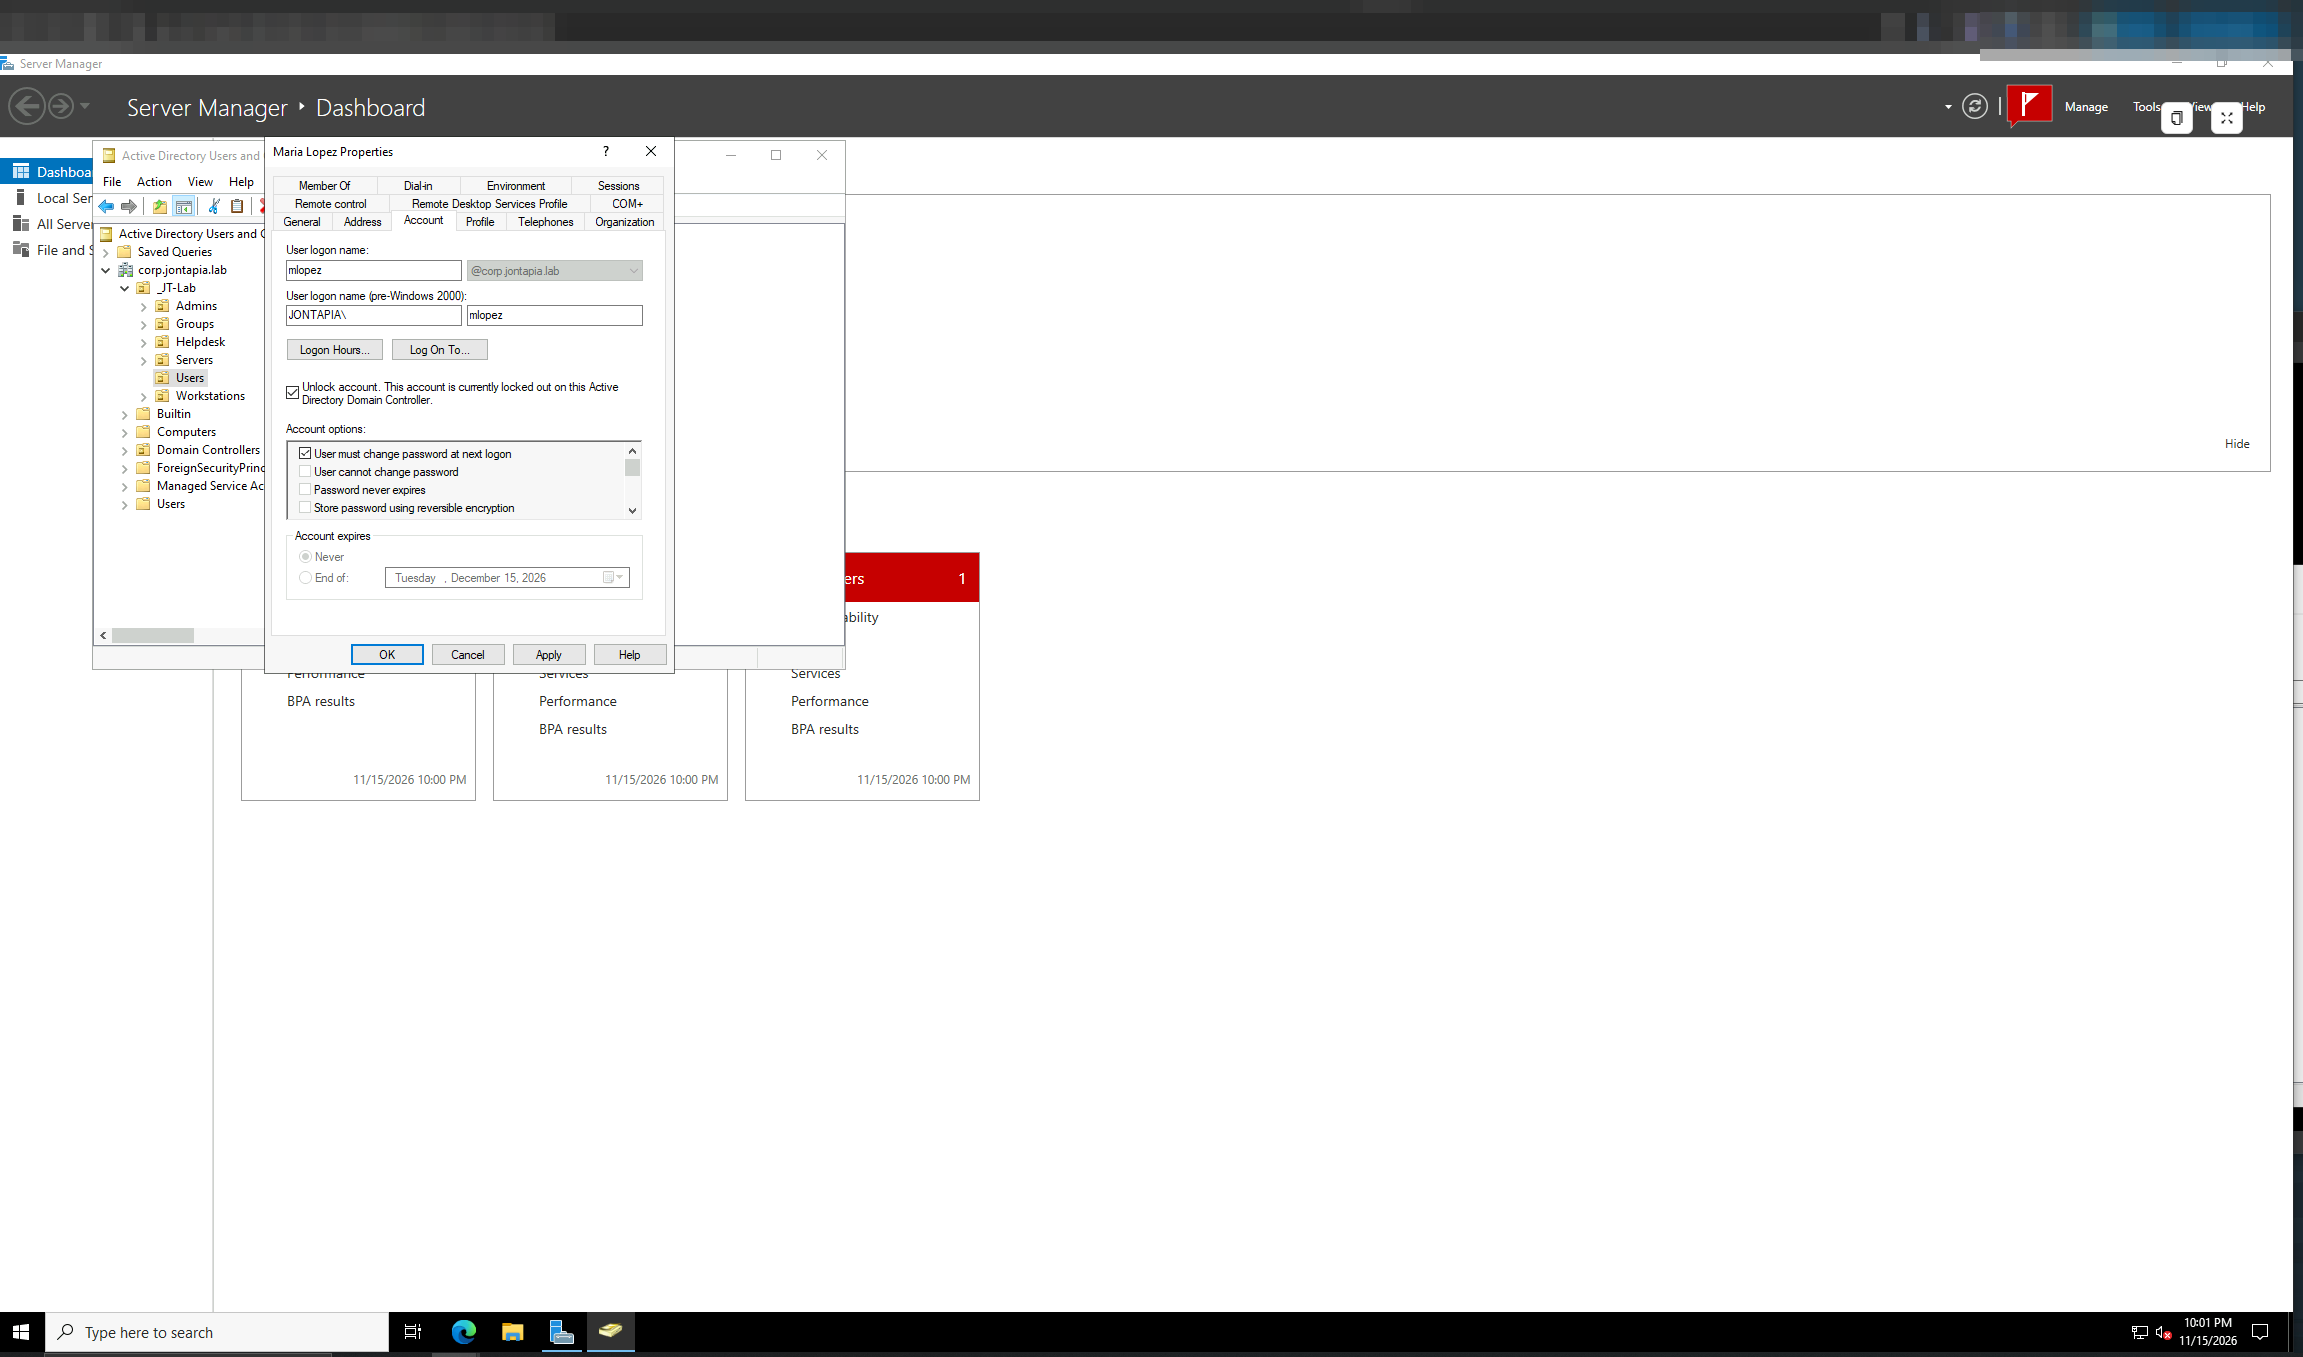 Server Manager
Server Manager Dashboard
Manage Tools View Help
Dashboa
Local Ser
All Server
File and S
Active Directory Users and
File Action View Help
Active Directory Users and C
Saved Queries
corp.jontapia.lab
_JT-Lab
Admins
Groups
Helpdesk
Servers
Users
Workstations
Builtin
Computers
Domain Controllers
ForeignSecurityPrinc
Managed Service Ac
Users
Maria Lopez Properties
Member Of Dial-in Environment Sessions
Remote control Remote Desktop Services Profile COM+
General Address Account Profile Telephones Organization
User logon name:
mlopez @corp.jontapia.lab
User logon name (pre-Windows 2000):
JONTAPIA\ mlopez
Logon Hours... Log On To...
Unlock account. This account is currently locked out on this Active
Directory Domain Controller.
Account options:
User must change password at next logon
User cannot change password
Password never expires
Store password using reversible encryption
Account expires
Never
End of: Tuesday , December 15, 2026
OK Cancel Apply Help
Hide
ers 1
ability
Performance Services Services
BPA results Performance Performance
BPA results BPA results
11/15/2026 10:00 PM 11/15/2026 10:00 PM 11/15/2026 10:00 PM
Type here to search
10:01 PM
11/15/2026